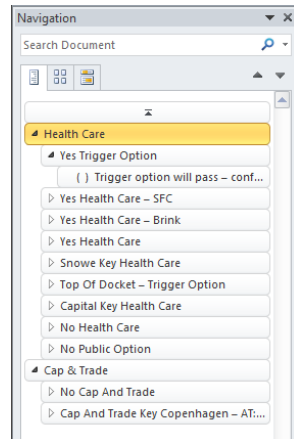 Navigation
Search Document
Health Care
Yes Trigger Option
( ) Trigger option will pass – conf...
Yes Health Care – SFC
Yes Health Care – Brink
Yes Health Care
Snowe Key Health Care
Top Of Docket – Trigger Option
Capital Key Health Care
No Health Care
No Public Option
Cap & Trade
No Cap And Trade
Cap And Trade Key Copenhagen – AT:...